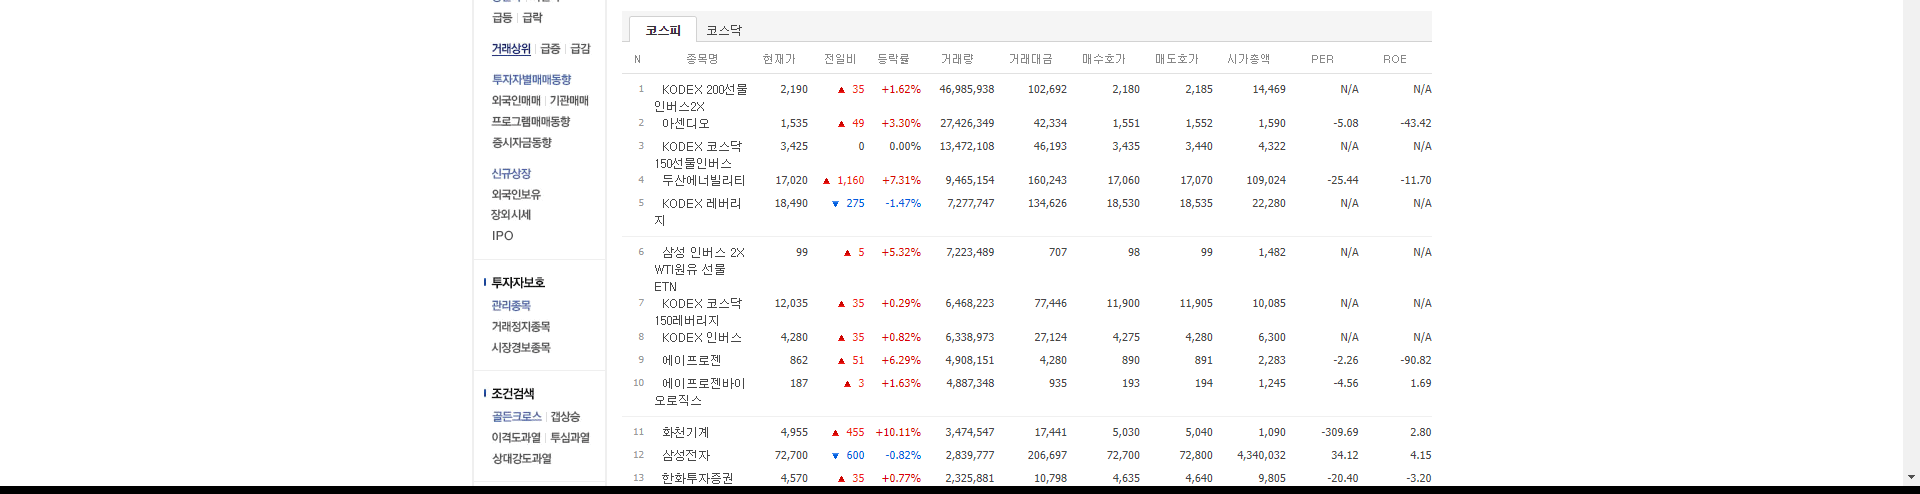 급등 | 급락
거래상위 | 급증 | 급감
투자자별매매동향
외국인매매 | 기관매매
프로그램매매동향
증시자금동향
신규상장
외국인보유
장외시세
IPO
투자자보호
관리종목
거래정지종목
시장경보종목
조건검색
골든크로스 | 갭상승
이격도과열 | 투심과열
상대강도과열
코스피 코스닥
N 종목명 현재가 전일비 등락률 거래량 거래대금 매수호가 매도호가 시가총액 PER ROE
1 KODEX 200선물 2,190 ▲ 35 +1.62% 46,985,938 102,692 2,180 2,185 14,469 N/A N/A
인버스2X
2 아센디오 1,535 ▲ 49 +3.30% 27,426,349 42,334 1,551 1,552 1,590 -5.08 -43.42
3 KODEX 코스닥 3,425 0 0.00% 13,472,108 46,193 3,435 3,440 4,322 N/A N/A
150선물인버스
4 두산에너빌리티 17,020 ▲ 1,160 +7.31% 9,465,154 160,243 17,060 17,070 109,024 -25.44 -11.70
5 KODEX 레버리 18,490 ▼ 275 -1.47% 7,277,747 134,626 18,530 18,535 22,280 N/A N/A
지
6 삼성 인버스 2X 99 ▲ 5 +5.32% 7,223,489 707 98 99 1,482 N/A N/A
WTI원유 선물
ETN
7 KODEX 코스닥 12,035 ▲ 35 +0.29% 6,468,223 77,446 11,900 11,905 10,085 N/A N/A
150레버리지
8 KODEX 인버스 4,280 ▲ 35 +0.82% 6,338,973 27,124 4,275 4,280 6,300 N/A N/A
9 에이프로젠 862 ▲ 51 +6.29% 4,908,151 4,280 890 891 2,283 -2.26 -90.82
10 에이프로젠바이 187 ▲ 3 +1.63% 4,887,348 935 193 194 1,245 -4.56 1.69
오로직스
11 화천기계 4,955 ▲ 455 +10.11% 3,474,547 17,441 5,030 5,040 1,090 -309.69 2.80
12 삼성전자 72,700 ▼ 600 -0.82% 2,839,777 206,697 72,700 72,800 4,340,032 34.12 4.15
13 한화투자증권 4,570 ▲ 35 +0.77% 2,325,881 10,798 4,635 4,640 9,805 -20.40 -3.20